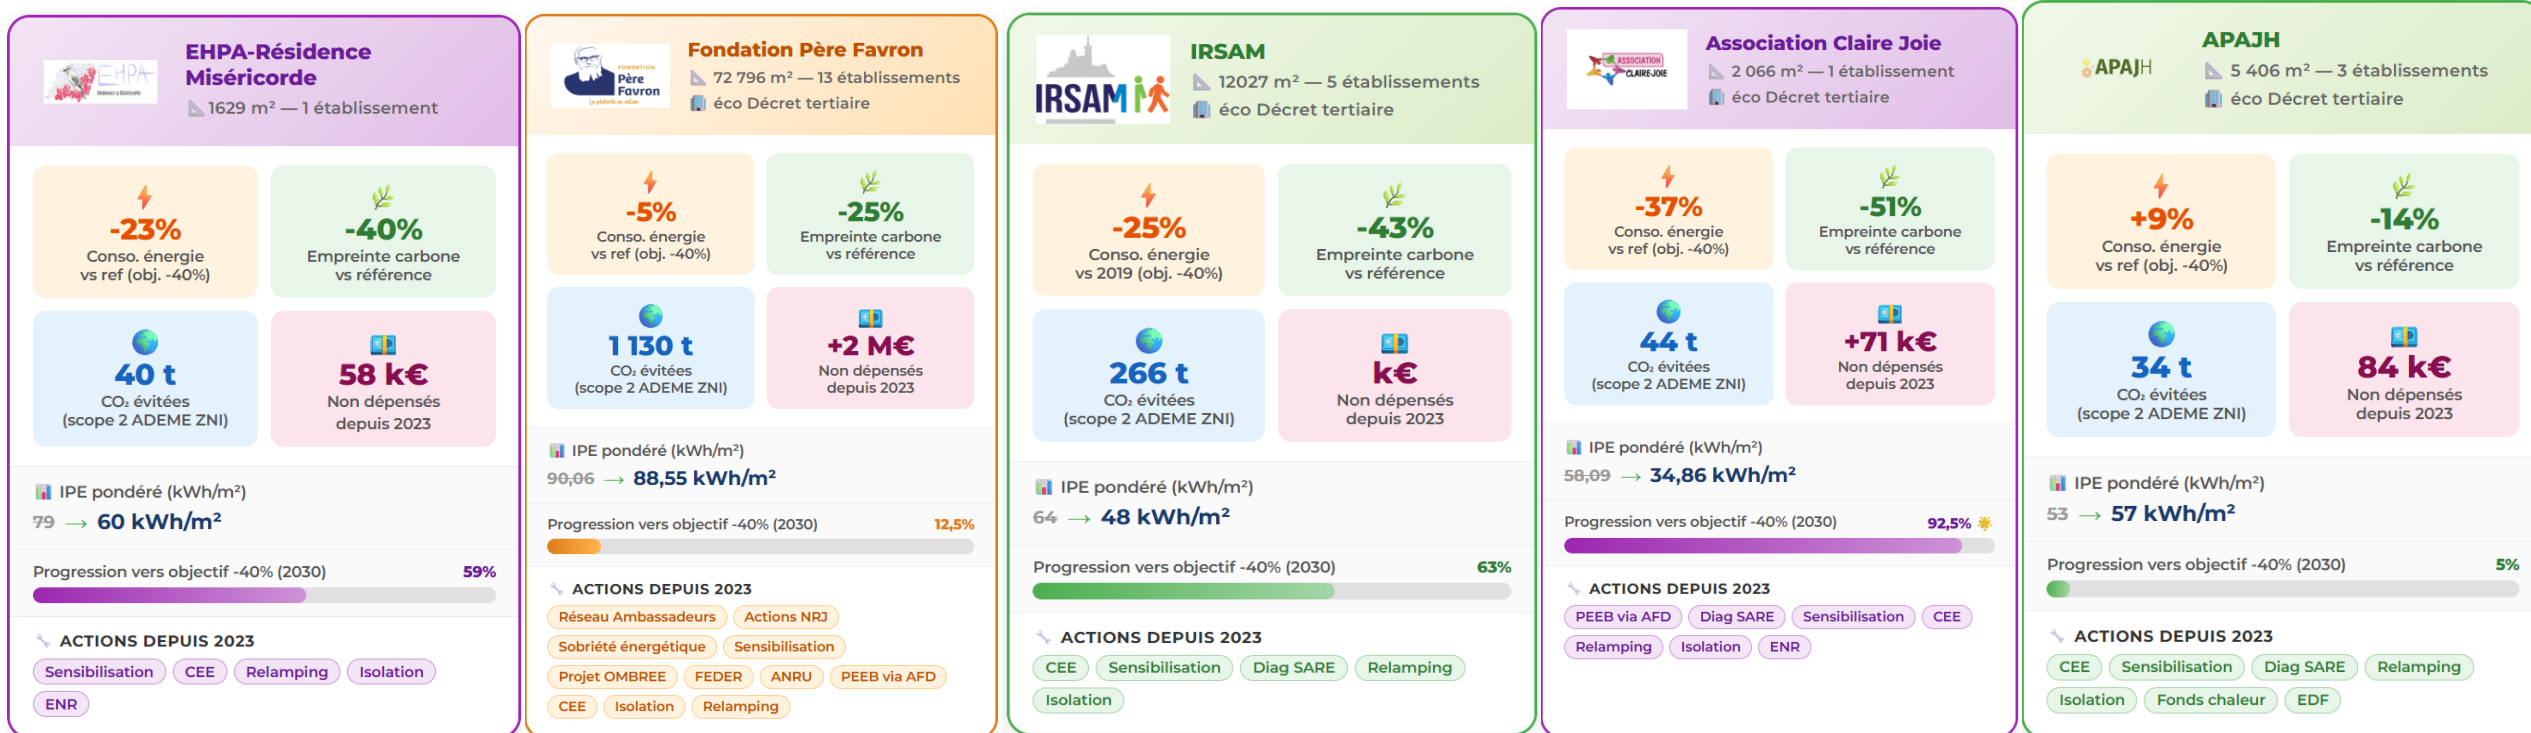 EHPA
Résidence la Miséricorde
EHPA-Résidence
Miséricorde
1629 m² — 1 établissement
-23%
Conso. énergie
vs ref (obj. -40%)
-40%
Empreinte carbone
vs référence
40 t
CO₂ évitées
(scope 2 ADEME ZNI)
58 k€
Non dépensés
depuis 2023
IPE pondéré (kWh/m²)
79 → 60 kWh/m²
Progression vers objectif -40% (2030) 59%
ACTIONS DEPUIS 2023
Sensibilisation CEE Relamping Isolation
ENR
FONDATION
Père
Favron
La solidarité en action
Fondation Père Favron
72 796 m² — 13 établissements
éco Décret tertiaire
-5%
Conso. énergie
vs ref (obj. -40%)
-25%
Empreinte carbone
vs référence
1 130 t
CO₂ évitées
(scope 2 ADEME ZNI)
+2 M€
Non dépensés
depuis 2023
IPE pondéré (kWh/m²)
90,06 → 88,55 kWh/m²
Progression vers objectif -40% (2030) 12,5%
ACTIONS DEPUIS 2023
Réseau Ambassadeurs Actions NRJ
Sobriété énergétique Sensibilisation
Projet OMBREE FEDER ANRU PEEB via AFD
CEE Isolation Relamping
IRSAM
IRSAM
12027 m² — 5 établissements
éco Décret tertiaire
-25%
Conso. énergie
vs 2019 (obj. -40%)
-43%
Empreinte carbone
vs référence
266 t
CO₂ évitées
(scope 2 ADEME ZNI)
k€
Non dépensés
depuis 2023
IPE pondéré (kWh/m²)
64 → 48 kWh/m²
Progression vers objectif -40% (2030) 63%
ACTIONS DEPUIS 2023
CEE Sensibilisation Diag SARE Relamping
Isolation
ASSOCIATION
CLAIRE-JOIE
Association Claire Joie
2 066 m² — 1 établissement
éco Décret tertiaire
-37%
Conso. énergie
vs ref (obj. -40%)
-51%
Empreinte carbone
vs référence
44 t
CO₂ évitées
(scope 2 ADEME ZNI)
+71 k€
Non dépensés
depuis 2023
IPE pondéré (kWh/m²)
58,09 → 34,86 kWh/m²
Progression vers objectif -40% (2030) 92,5%
ACTIONS DEPUIS 2023
PEEB via AFD Diag SARE Sensibilisation CEE
Relamping Isolation ENR
APAJH
APAJH
5 406 m² — 3 établissements
éco Décret tertiaire
+9%
Conso. énergie
vs ref (obj. -40%)
-14%
Empreinte carbone
vs référence
34 t
CO₂ évitées
(scope 2 ADEME ZNI)
84 k€
Non dépensés
depuis 2023
IPE pondéré (kWh/m²)
53 → 57 kWh/m²
Progression vers objectif -40% (2030) 5%
ACTIONS DEPUIS 2023
CEE Sensibilisation Diag SARE Relamping
Isolation Fonds chaleur EDF